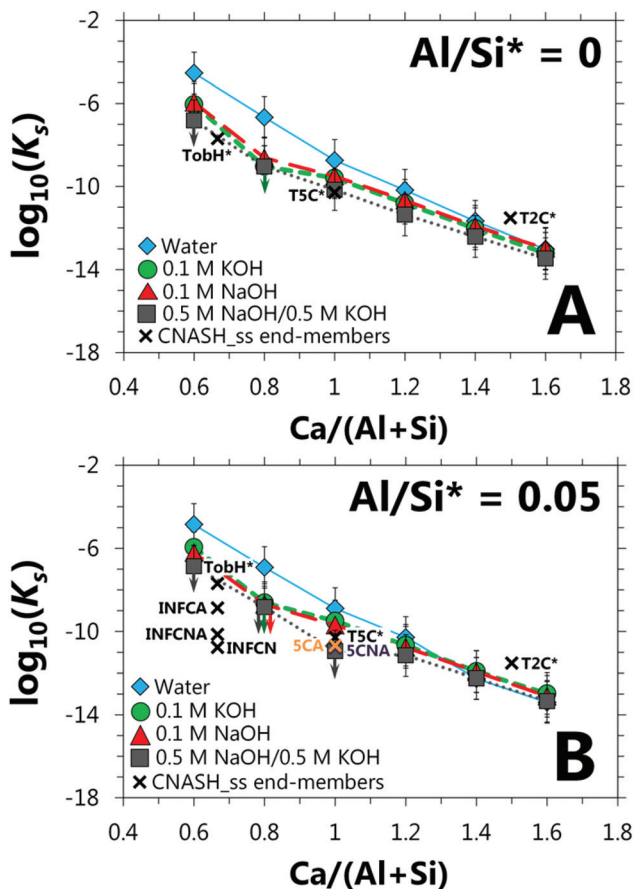 -2
-6
-10
-14
-18
log10(Ks)
Al/Si* = 0
TobH*
T5C*
T2C*
Water
0.1 M KOH
0.1 M NaOH
0.5 M NaOH/0.5 M KOH
CNASH_ss end-members
A
0.4 0.6 0.8 1 1.2 1.4 1.6 1.8
Ca/(Al+Si)
-2
-6
-10
-14
-18
log10(Ks)
Al/Si* = 0.05
TobH*
INFCA
INFCNA
INFCN
T5C*
5CA
5CNA
T2C*
Water
0.1 M KOH
0.1 M NaOH
0.5 M NaOH/0.5 M KOH
CNASH_ss end-members
B
0.4 0.6 0.8 1 1.2 1.4 1.6 1.8
Ca/(Al+Si)